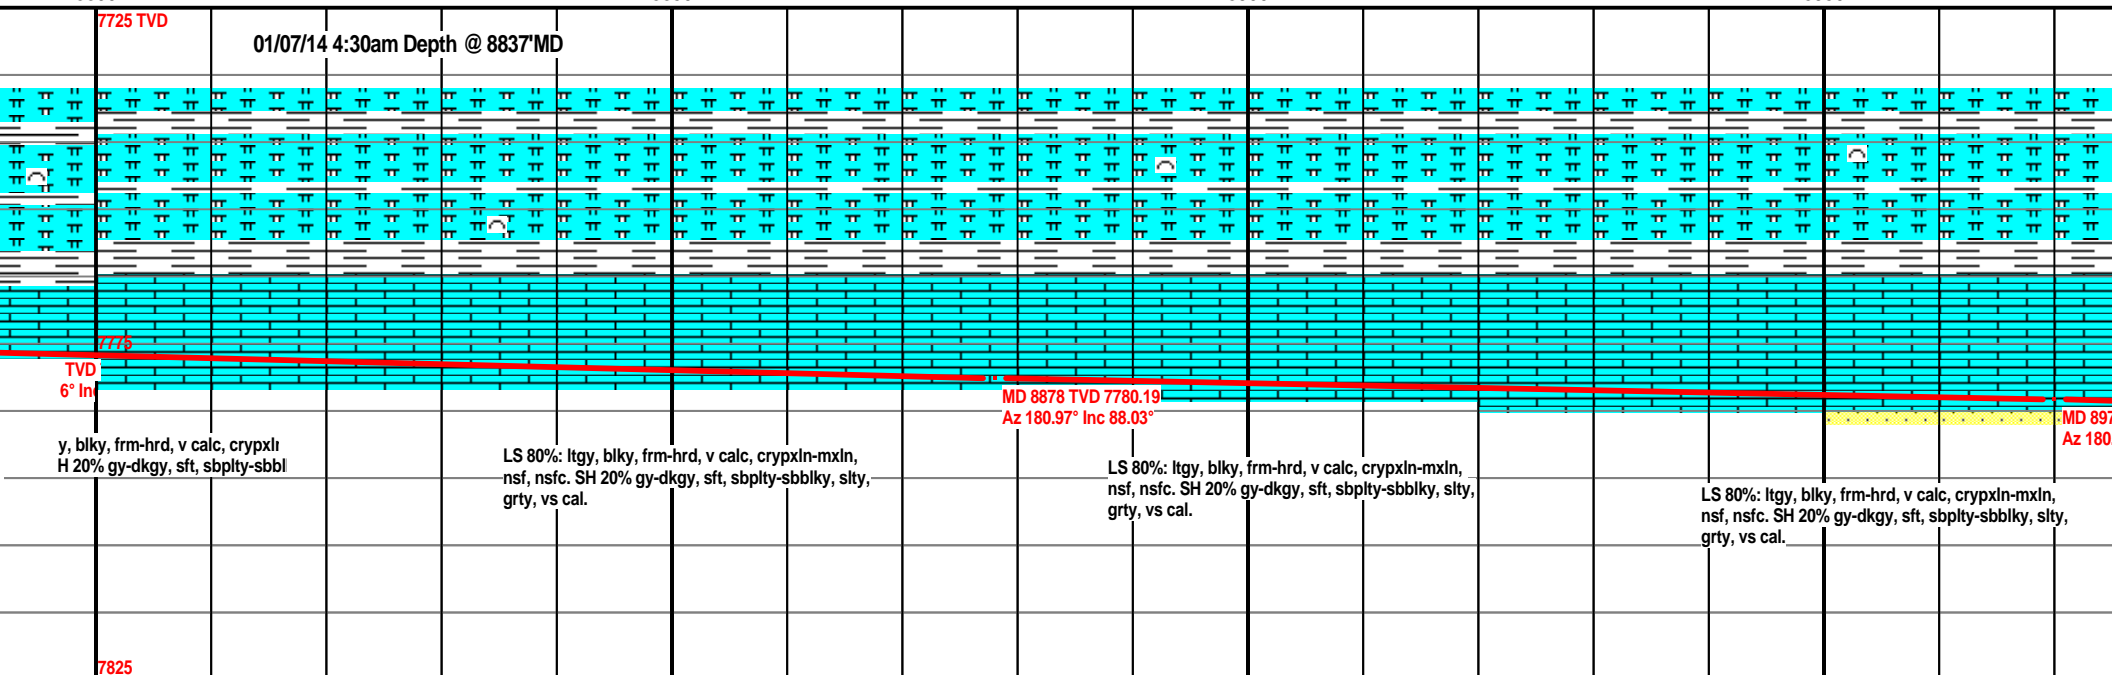 7725 TVD
01/07/14 4:30am Depth @ 8837'MD
7775
TVD
6° Inc
MD 8878 TVD 7780.19
Az 180.97° Inc 88.03°
MD 897
Az 180.
y, blky, frm-hrd, v calc, crypxln
H 20% gy-dkgy, sft, sbplty-sbbl
LS 80%: ltgy, blky, frm-hrd, v calc, crypxln-mxln,
nsf, nsfc. SH 20% gy-dkgy, sft, sbplty-sbblky, slty,
grty, vs cal.
LS 80%: ltgy, blky, frm-hrd, v calc, crypxln-mxln,
nsf, nsfc. SH 20% gy-dkgy, sft, sbplty-sbblky, slty,
grty, vs cal.
LS 80%: ltgy, blky, frm-hrd, v calc, crypxln-mxln,
nsf, nsfc. SH 20% gy-dkgy, sft, sbplty-sbblky, slty,
grty, vs cal.
7825